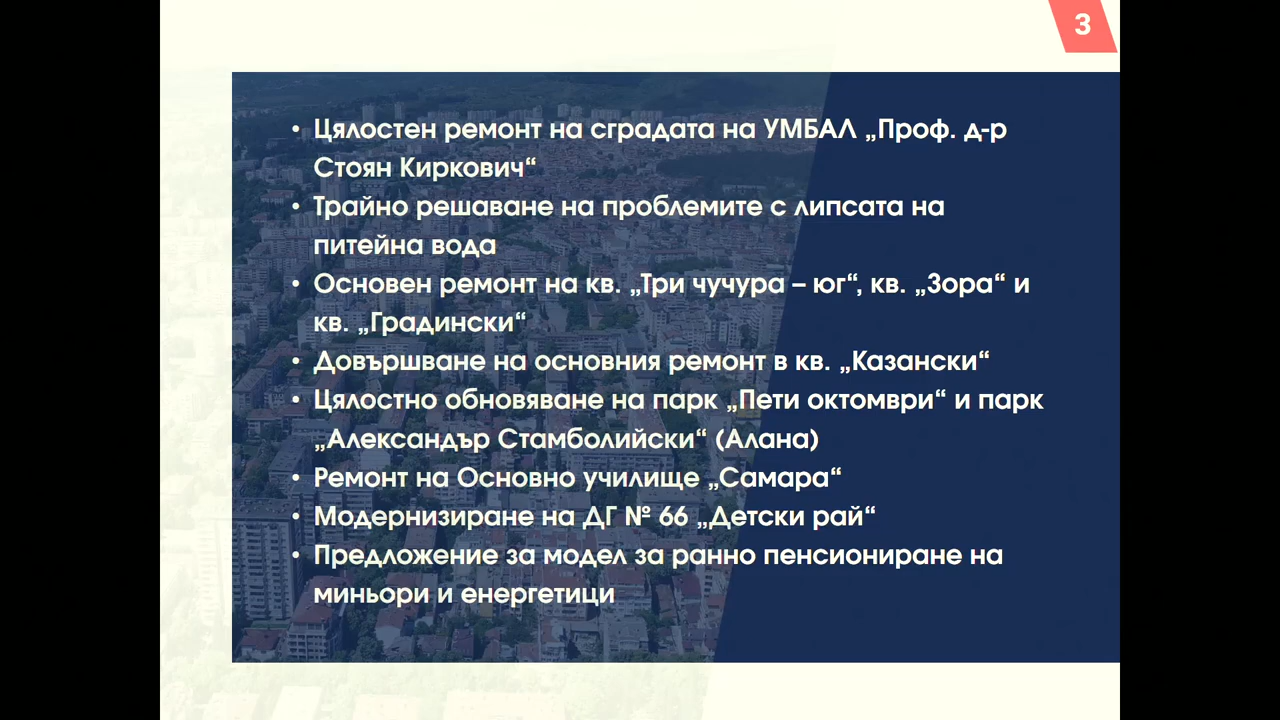 3
• Цялостен ремонт на сградата на УМБАЛ „Проф. д-р
Стоян Киркович“
• Трайно решаване на проблемите с липсата на
питейна вода
• Основен ремонт на кв. „Три чучура – юг“, кв. „Зора“ и
кв. „Градински“
• Довършване на основния ремонт в кв. „Казански“
• Цялостно обновяване на парк „Пети октомври“ и парк
„Александър Стамболийски“ (Алана)
• Ремонт на Основно училище „Самара“
• Модернизиране на ДГ № 66 „Детски рай“
• Предложение за модел за ранно пенсиониране на
миньори и енергетици